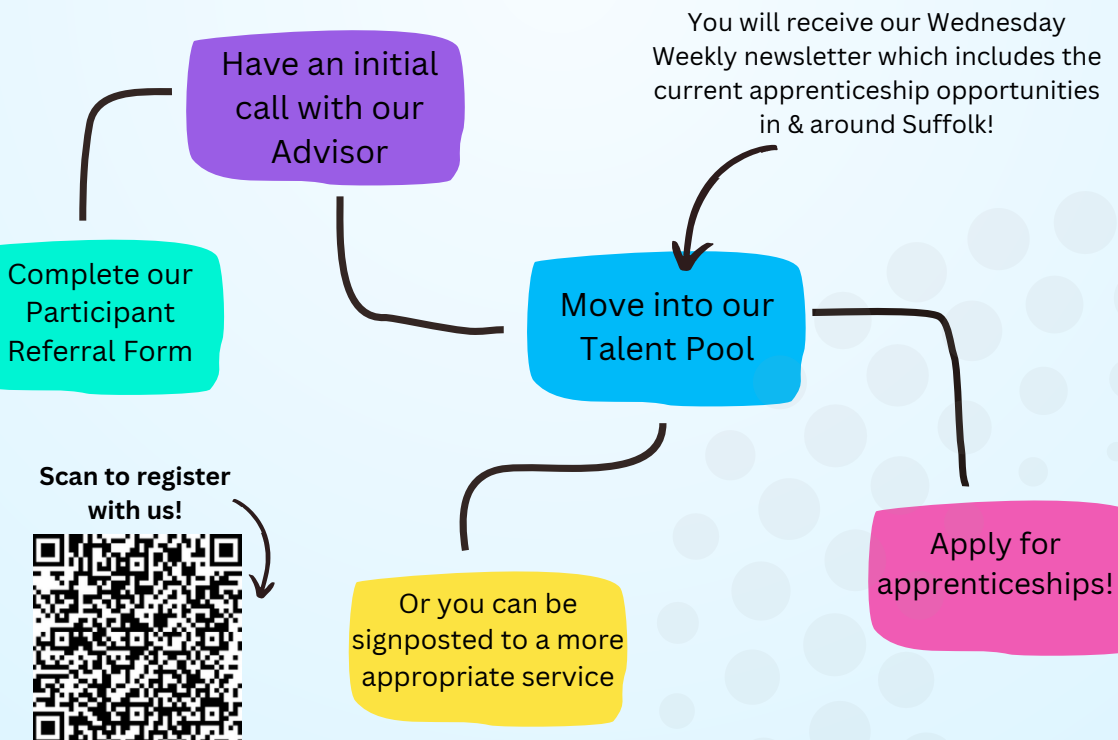 Have an initial
call with our
Advisor
You will receive our Wednesday
Weekly newsletter which includes the
current apprenticeship opportunities
in & around Suffolk!
Complete our
Participant
Referral Form
Move into our
Talent Pool
Scan to register
with us!
Or you can be
signposted to a more
appropriate service
Apply for
apprenticeships!